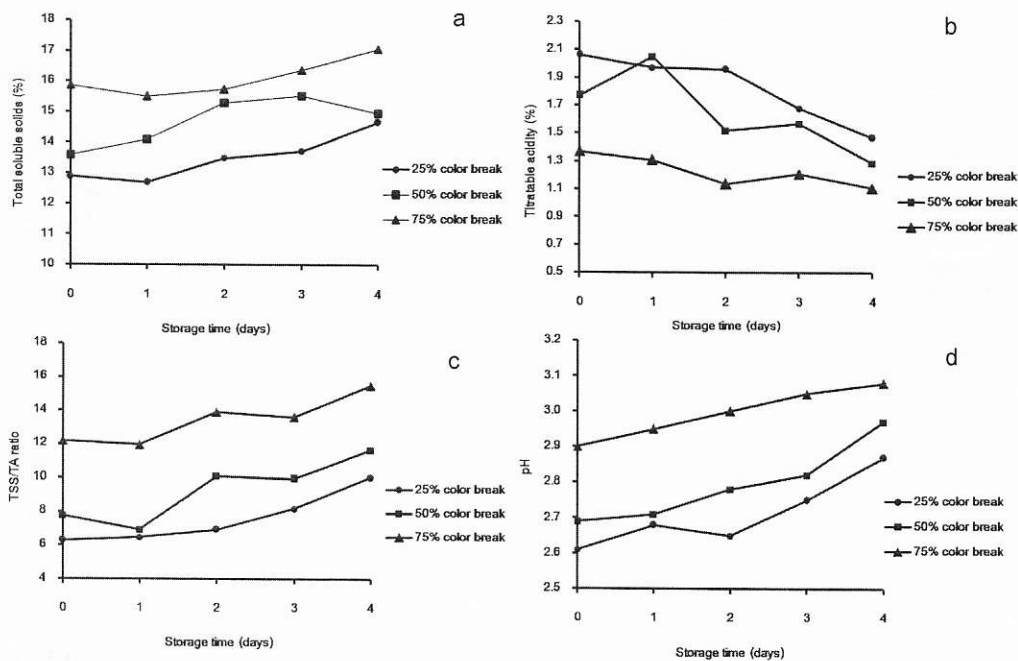 a
Total soluble solids (%)
18
17
16
15
14
13
12
11
10
0 1 2 3 4
Storage time (days)
25% color break
50% color break
75% color break
b
Titratable acidity (%)
2.3
2.1
1.9
1.7
1.5
1.3
1.1
0.9
0.7
0.5
0 1 2 3 4
Storage time (days)
25% color break
50% color break
75% color break
c
TSS/TA ratio
18
16
14
12
10
8
6
4
0 1 2 3 4
Storage time (days)
25% color break
50% color break
75% color break
d
pH
3.2
3.1
3.0
2.9
2.8
2.7
2.6
2.5
0 1 2 3 4
Storage time (days)
25% color break
50% color break
75% color break